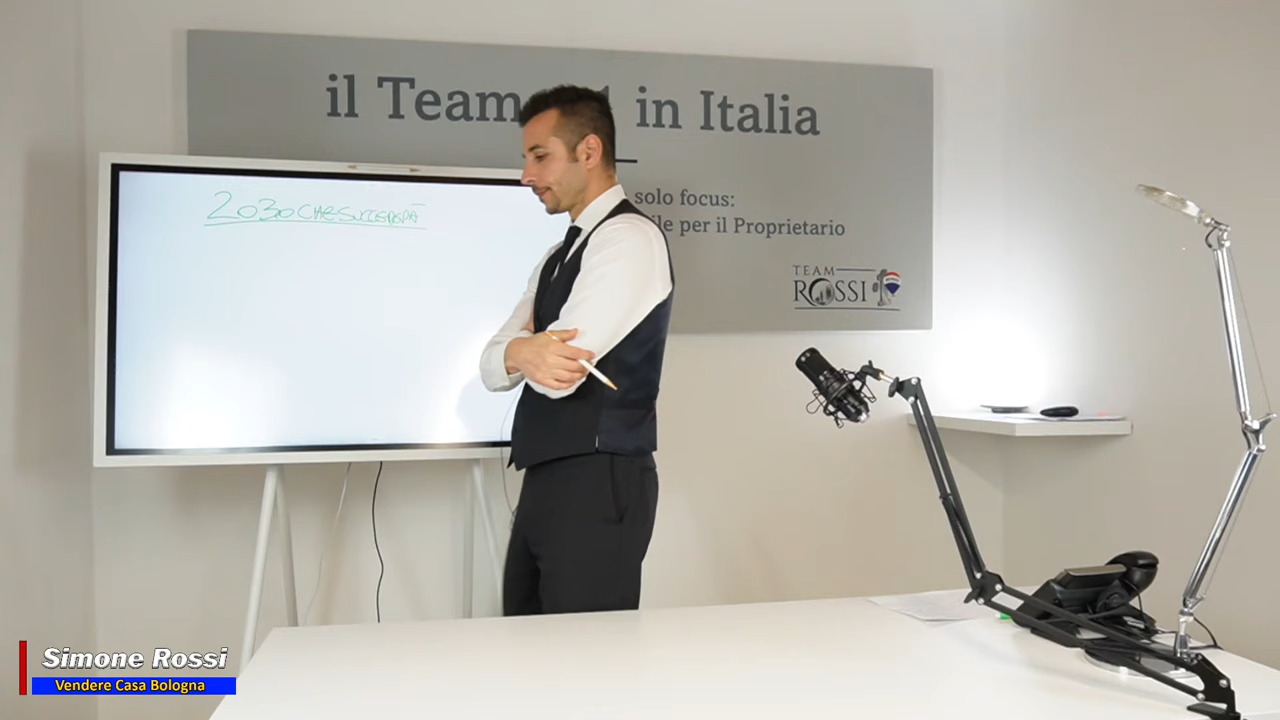 il Team 1 in Italia
solo focus:
ile per il Proprietario
TEAM
ROSSI
2030 CHE SUCCEDERÀ
Simone Rossi
Vendere Casa Bologna